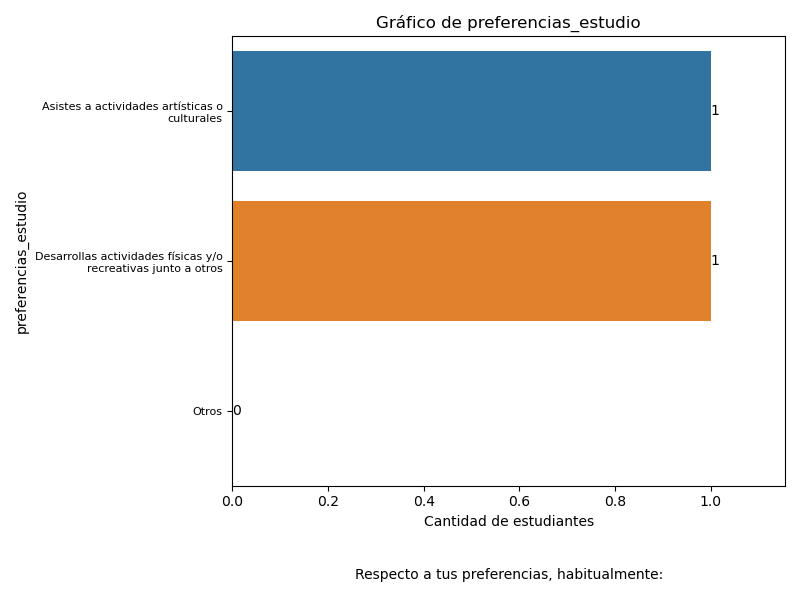 Gráfico de preferencias_estudio
preferencias_estudio
Asistes a actividades artísticas o
culturales
1
Desarrollas actividades físicas y/o
recreativas junto a otros
1
Otros
0
0.0 0.2 0.4 0.6 0.8 1.0
Cantidad de estudiantes
Respecto a tus preferencias, habitualmente: